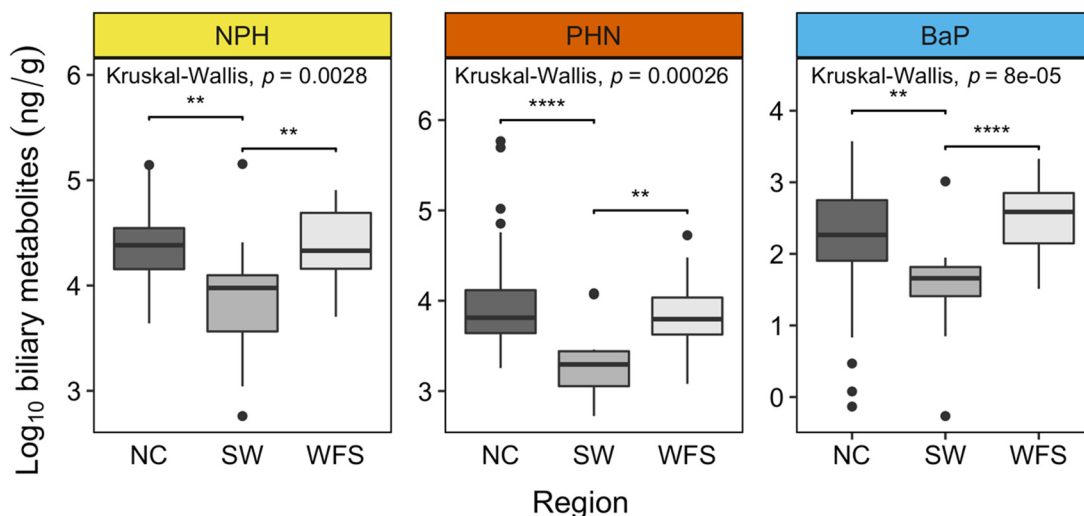 NPH
PHN
BaP
Kruskal-Wallis, p = 0.0028
Kruskal-Wallis, p = 0.00026
Kruskal-Wallis, p = 8e-05
**
**
****
**
**
****
Log10 biliary metabolites (ng/g)
6
5
4
3
6
5
4
3
4
3
2
1
0
NC SW WFS
NC SW WFS
NC SW WFS
Region